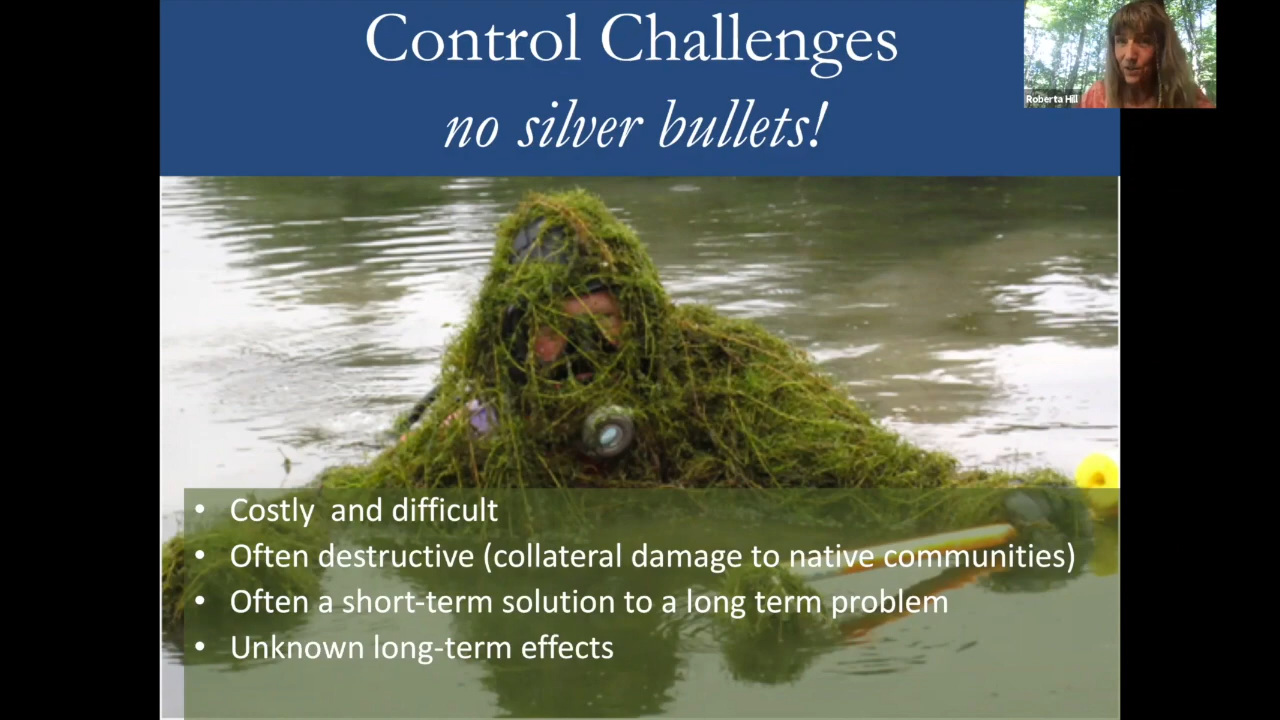 Control Challenges
no silver bullets!
Roberta Hill
• Costly  and difficult
• Often destructive (collateral damage to native communities)
• Often a short-term solution to a long term problem
• Unknown long-term effects